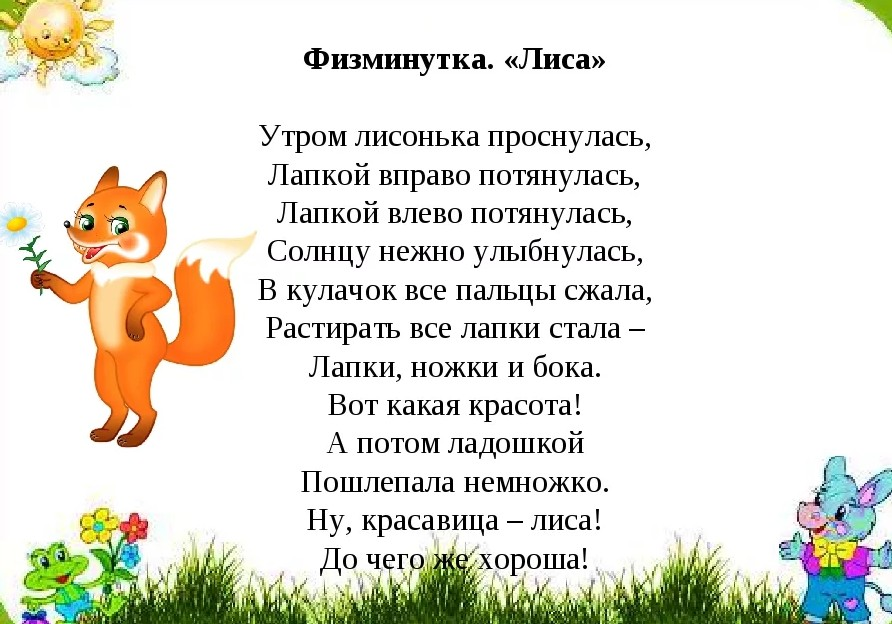 Физминутка. «Лиса»
Утром лисонька проснулась,
Лапкой вправо потянулась,
Лапкой влево потянулась,
Солнцу нежно улыбнулась,
В кулачок все пальцы сжала,
Растирать все лапки стала –
Лапки, ножки и бока.
Вот какая красота!
А потом ладошкой
Пошлепала немножко.
Ну, красавица – лиса!
До чего же хороша!